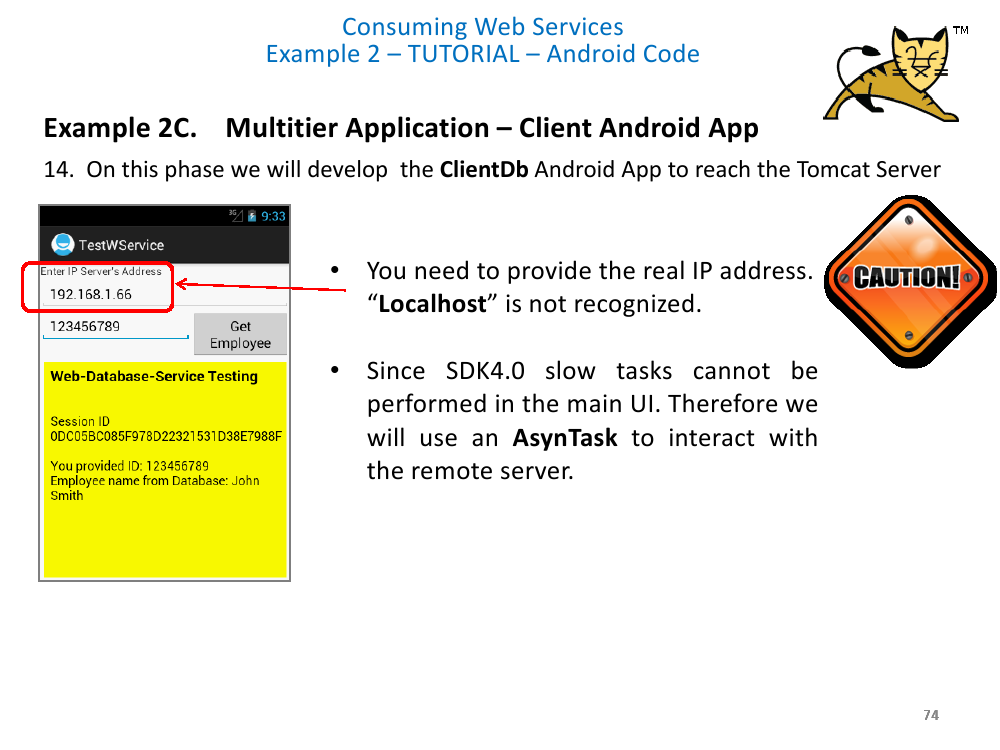 Consuming Web Services
Example 2 – TUTORIAL – Android Code
TM
Example 2C. Multitier Application – Client Android App
14. On this phase we will develop the ClientDb Android App to reach the Tomcat Server
3G 9:33
TestWService
Enter IP Server's Address
192.168.1.66
123456789
Get
Employee
Web-Database-Service Testing
Session ID
0DC05BC085F978D22321531D38E7988F
You provided ID: 123456789
Employee name from Database: John
Smith
• You need to provide the real IP address.
“Localhost” is not recognized.
• Since SDK4.0 slow tasks cannot be
performed in the main UI. Therefore we
will use an AsynTask to interact with
the remote server.
CAUTION!
74